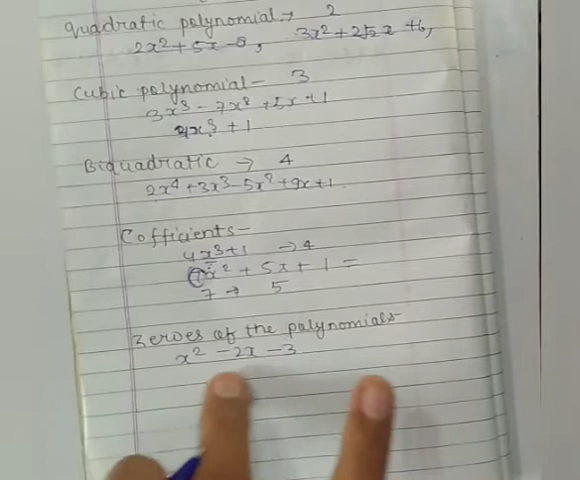 quadratic polynomial → 2
2x² + 5x - 8, 3x² + 2√2x + 6,
Cubic polynomial - 3
3x³ - 7x² + 5x + 1
4x³ + 1
Biquadratic → 4
2x⁴ + 3x³ - 5x² + 9x + 1
Cofficients -
4x³ + 1 → 4
7x² + 5x + 1 =
7 → 5
Zeroes of the polynomials -
x² - 2x - 3